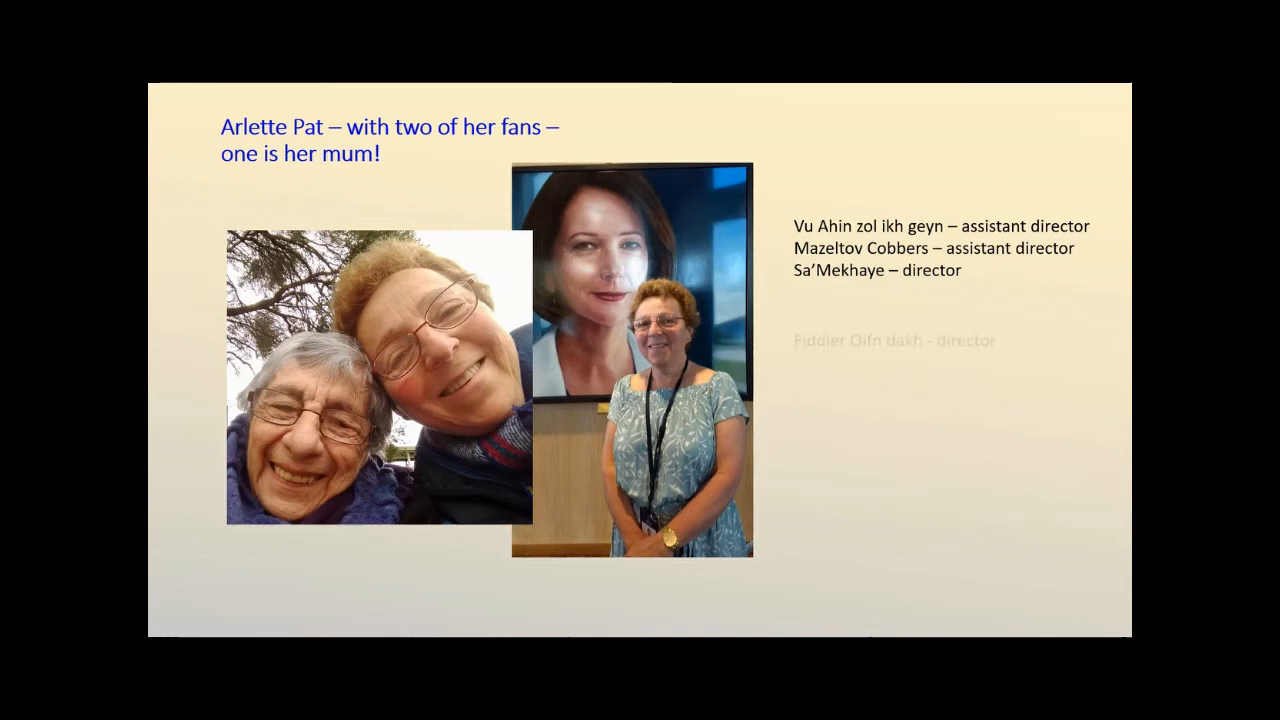 Arlette Pat – with two of her fans –
one is her mum!
Vu Ahin zol ikh geyn – assistant director
Mazeltov Cobbers – assistant director
Sa’Mekhaye – director
Fiddler Oifn dakh - director